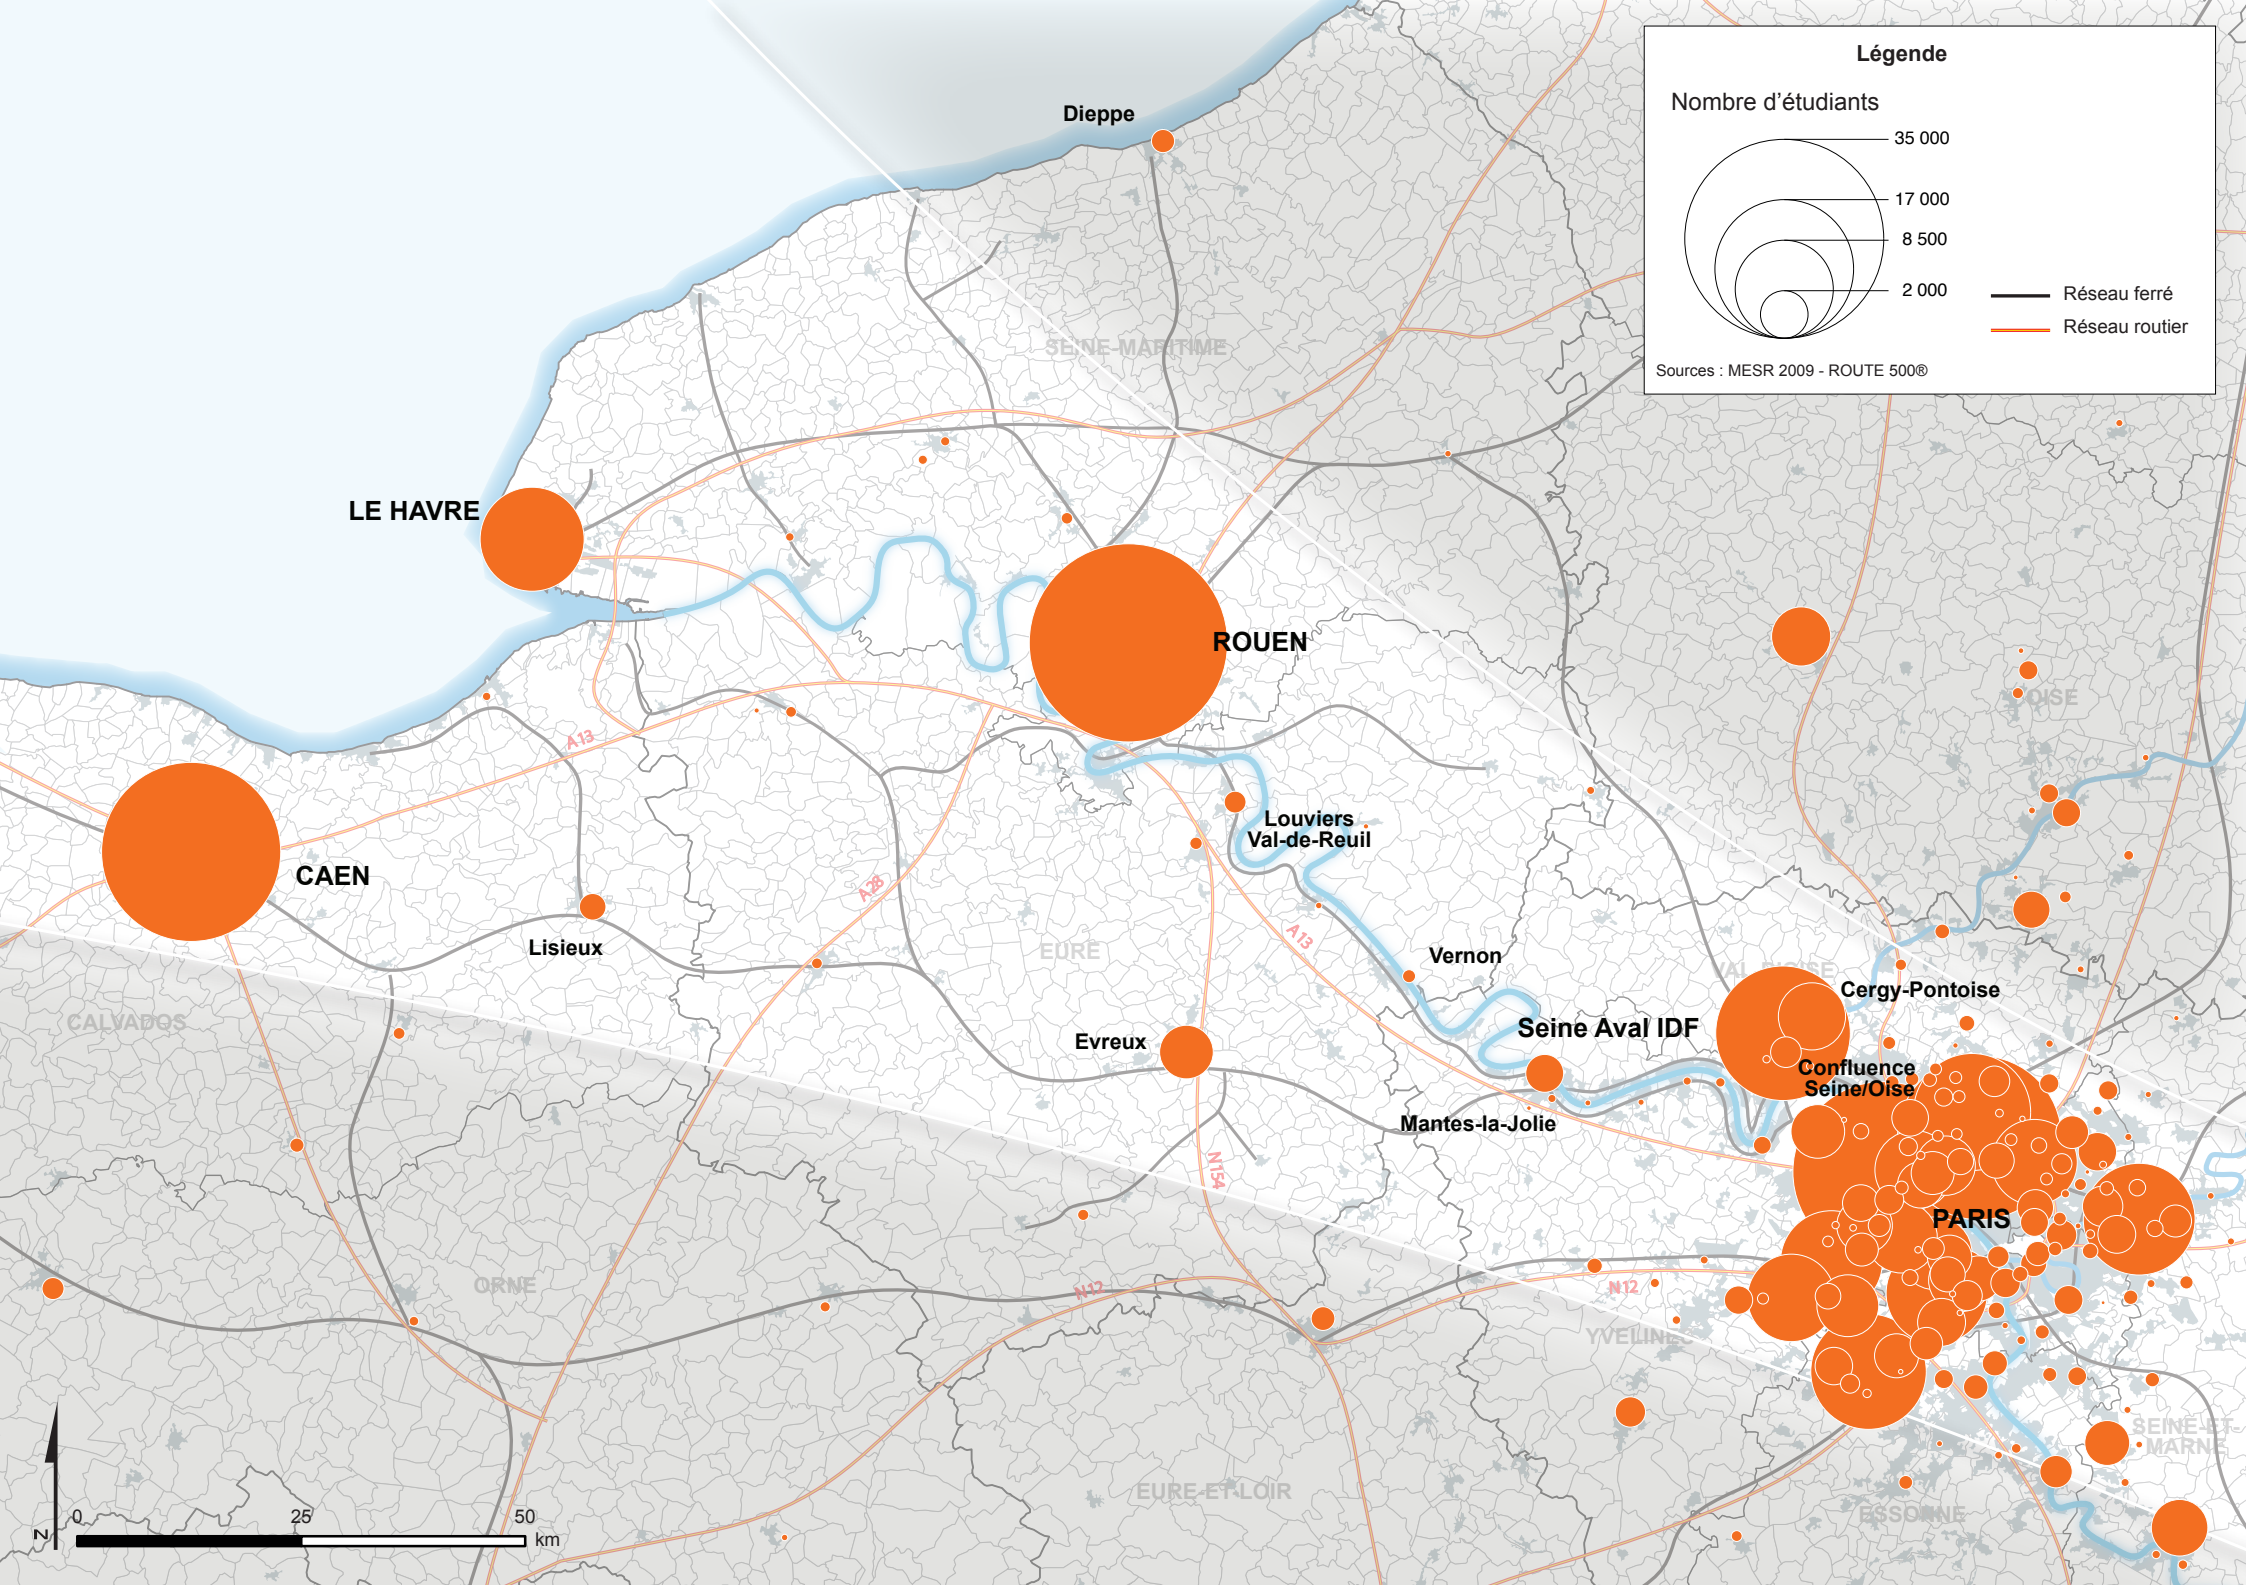 Légende
Nombre d'étudiants
35 000
17 000
8 500
2 000
Réseau ferré
Réseau routier
Sources : MESR 2009 - ROUTE 500®
Dieppe
SEINE-MARITIME
LE HAVRE
ROUEN
OISE
A13
Louviers
Val-de-Reuil
CAEN
A28
Lisieux
EURE
A13
Vernon
VAL D'OISE
Cergy-Pontoise
CALVADOS
Evreux
Seine Aval IDF
Confluence
Seine/Oise
Mantes-la-Jolie
N154
PARIS
ORNE
N12
N12
YVELINES
SEINE-ET-
MARNE
EURE-ET-LOIR
ESSONNE
N
0
25
50
km